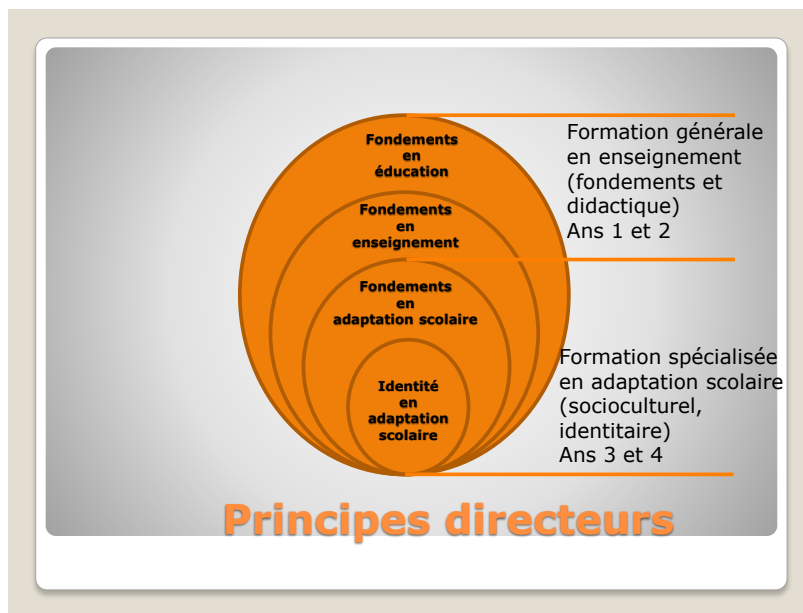 Fondements
en
éducation
Fondements
en
enseignement
Fondements
en
adaptation scolaire
Identité
en
adaptation
scolaire
Formation générale
en enseignement
(fondements et
didactique)
Ans 1 et 2
Formation spécialisée
en adaptation scolaire
(socioculturel,
identitaire)
Ans 3 et 4
Principes directeurs